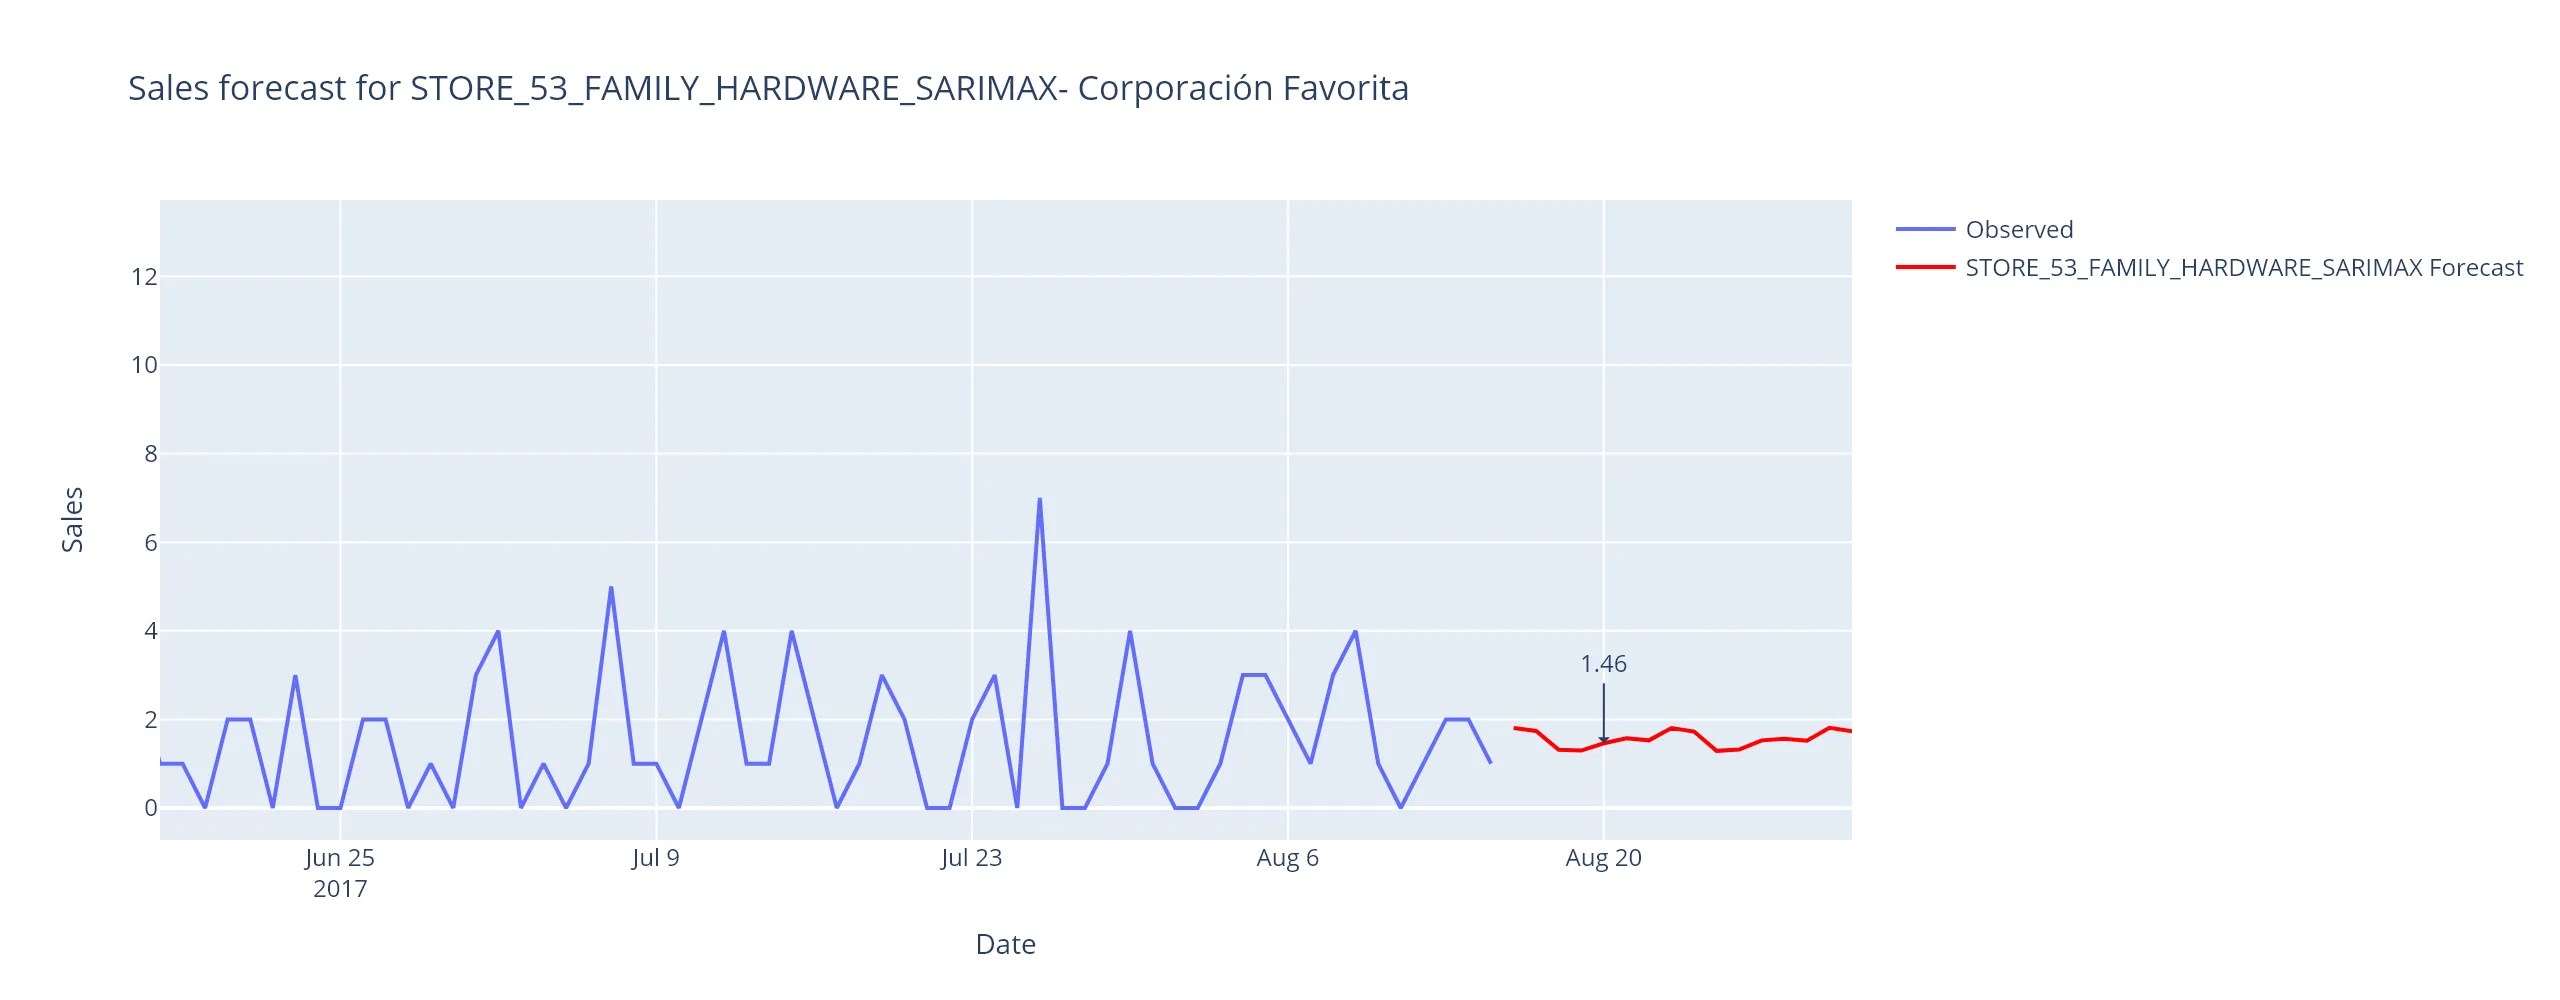 Sales forecast for STORE_53_FAMILY_HARDWARE_SARIMAX- Corporación Favorita
Observed
STORE_53_FAMILY_HARDWARE_SARIMAX Forecast
12
10
8
6
4
2
0
Sales
1.46
Jun 25
2017
Jul 9
Jul 23
Aug 6
Aug 20
Date